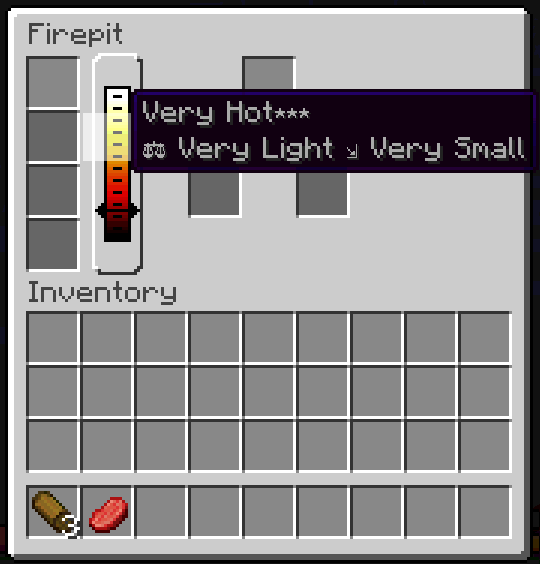 Firepit
Very Hot***
⚖ Very Light ⇲ Very Small
Inventory
3